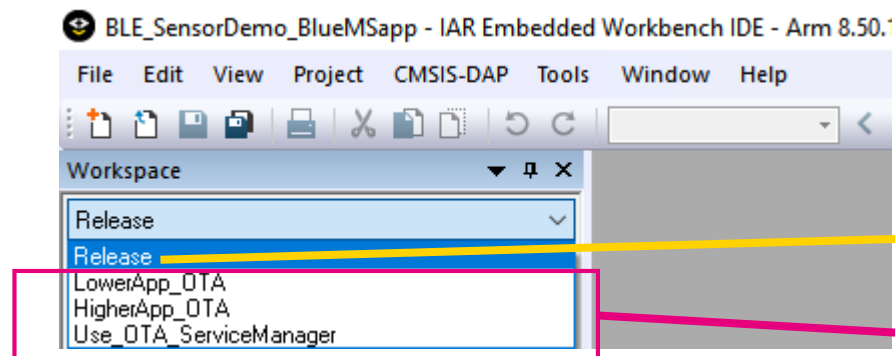 BLE_SensorDemo_BlueMSapp - IAR Embedded Workbench IDE - Arm 8.50.
File Edit View Project CMSIS-DAP Tools Window Help
Workspace
Release
Release
LowerApp_OTA
HigherApp_OTA
Use_OTA_ServiceManager